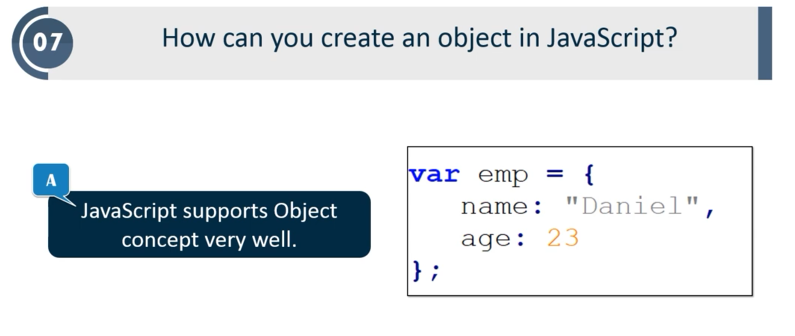 07
How can you create an object in JavaScript?
A
JavaScript supports Object
concept very well.
var emp = {
name: "Daniel",
age: 23
};